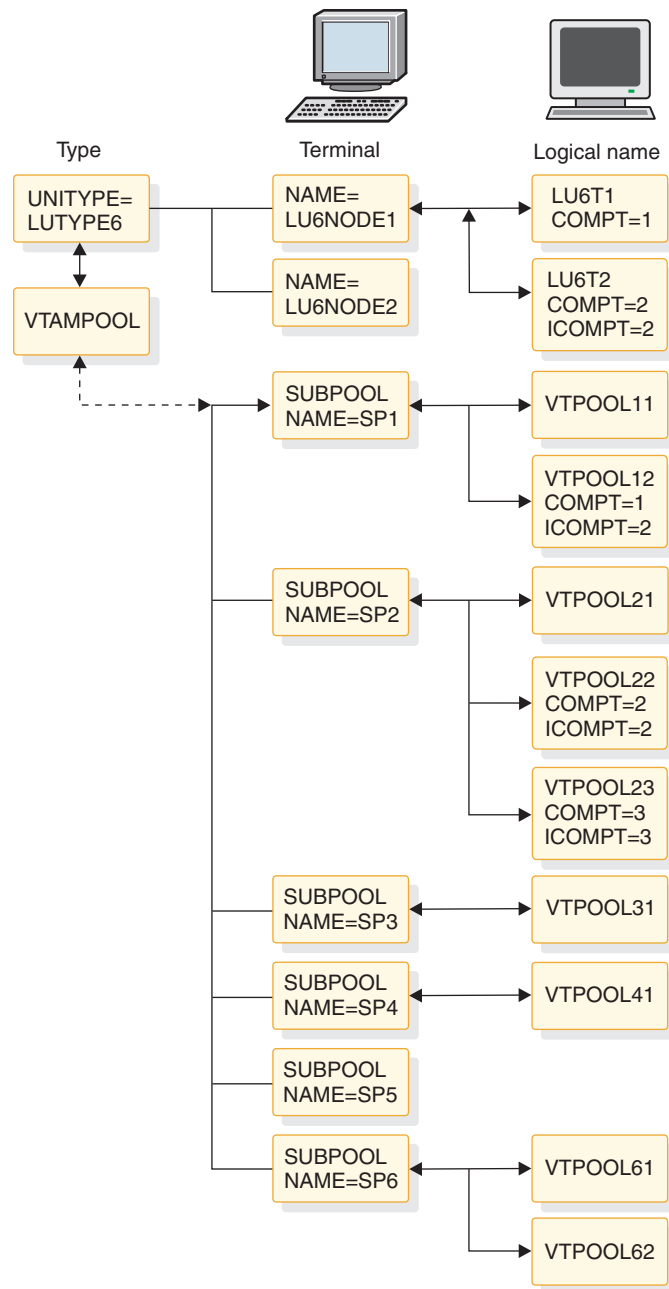 Type
Terminal
Logical name
UNITYPE=
LUTYPE6
VTAMPOOL
NAME=
LU6NODE1
LU6T1
COMPT=1
NAME=
LU6NODE2
LU6T2
COMPT=2
ICOMPT=2
SUBPOOL
NAME=SP1
VTPOOL11
VTPOOL12
COMPT=1
ICOMPT=2
SUBPOOL
NAME=SP2
VTPOOL21
VTPOOL22
COMPT=2
ICOMPT=2
VTPOOL23
COMPT=3
ICOMPT=3
SUBPOOL
NAME=SP3
VTPOOL31
SUBPOOL
NAME=SP4
VTPOOL41
SUBPOOL
NAME=SP5
SUBPOOL
NAME=SP6
VTPOOL61
VTPOOL62